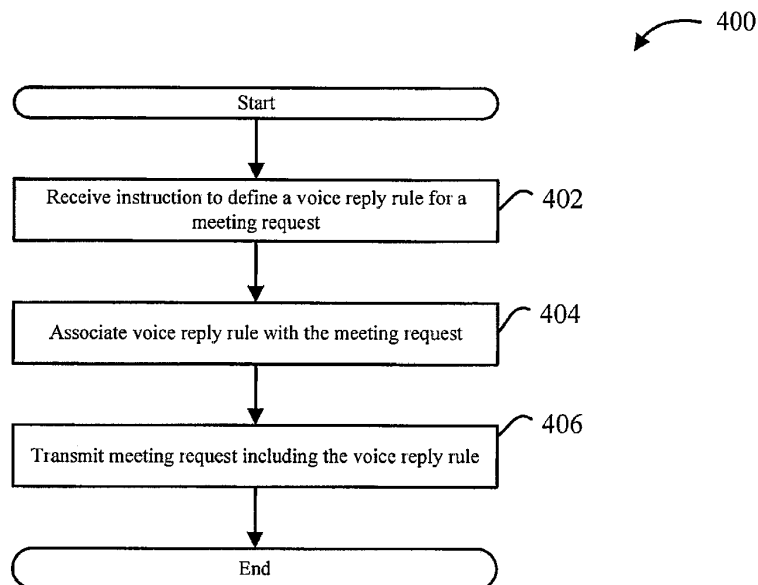 400
Start
Receive instruction to define a voice reply rule for a
meeting request
402
Associate voice reply rule with the meeting request
404
Transmit meeting request including the voice reply rule
406
End